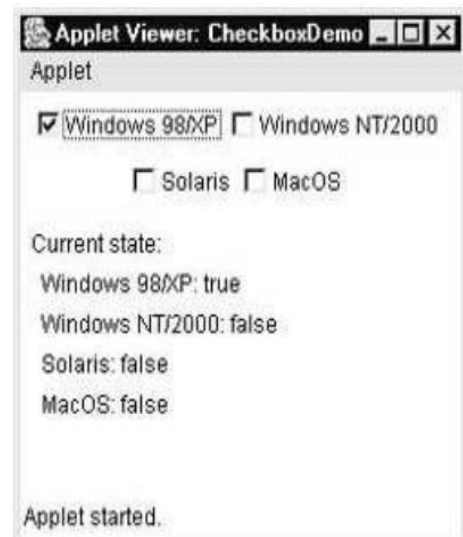 Applet Viewer: CheckboxDemo
Applet
Windows 98/XP Windows NT/2000
Solaris MacOS
Current state:
Windows 98/XP: true
Windows NT/2000: false
Solaris: false
MacOS: false
Applet started.